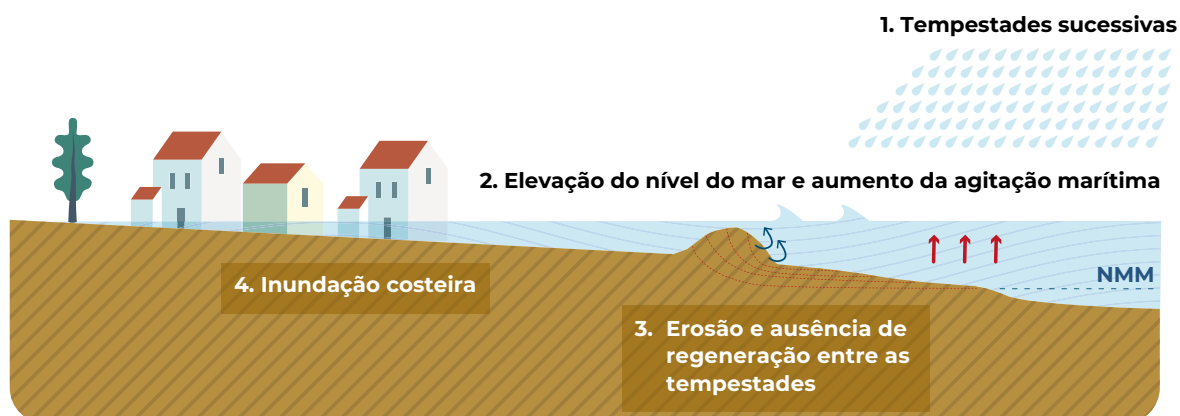 1. Tempestades sucessivas
2. Elevação do nível do mar e aumento da agitação marítima
NMM
4. Inundação costeira
3. Erosão e ausência de
regeneração entre as
tempestades